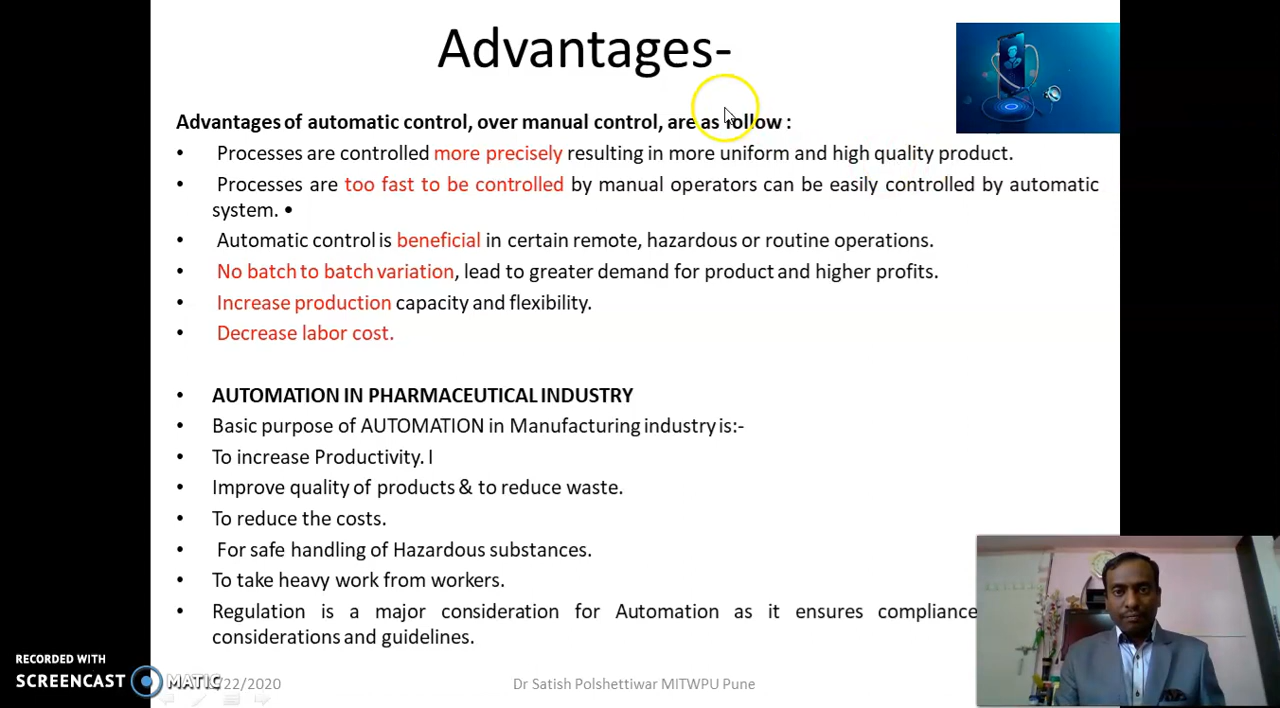 Advantages-
Advantages of automatic control, over manual control, are as follow :
• Processes are controlled more precisely resulting in more uniform and high quality product.
• Processes are too fast to be controlled by manual operators can be easily controlled by automatic
system. •
• Automatic control is beneficial in certain remote, hazardous or routine operations.
• No batch to batch variation, lead to greater demand for product and higher profits.
• Increase production capacity and flexibility.
• Decrease labor cost.
• AUTOMATION IN PHARMACEUTICAL INDUSTRY
• Basic purpose of AUTOMATION in Manufacturing industry is:-
• To increase Productivity. l
• Improve quality of products & to reduce waste.
• To reduce the costs.
• For safe handling of Hazardous substances.
• To take heavy work from workers.
• Regulation is a major consideration for Automation as it ensures compliance
considerations and guidelines.
RECORDED WITH
SCREENCAST MATIC
/22/2020
Dr Satish Polshettiwar MITWPU Pune